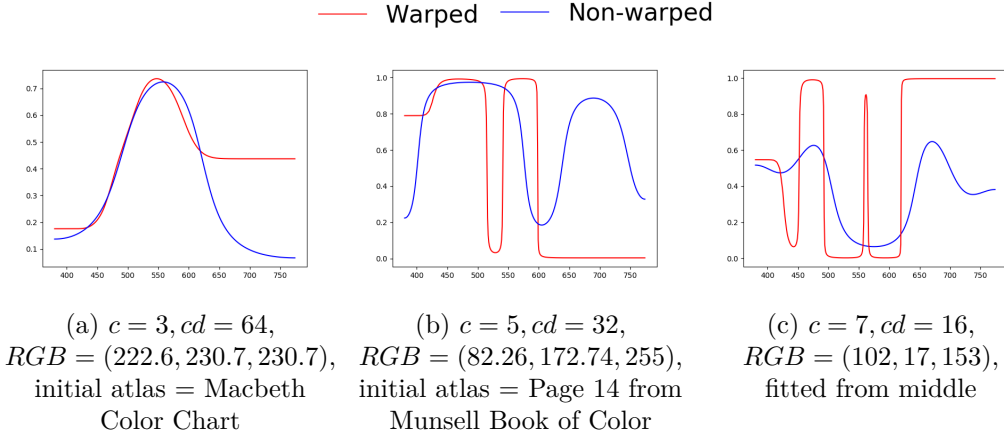 Warped Non-warped
0.7
0.6
0.5
0.4
0.3
0.2
0.1
400 450 500 550 600 650 700 750
1.0
0.8
0.6
0.4
0.2
0.0
400 450 500 550 600 650 700 750
1.0
0.8
0.6
0.4
0.2
0.0
400 450 500 550 600 650 700 750
(a) c = 3, cd = 64,
RGB = (222.6, 230.7, 230.7),
initial atlas = Macbeth
Color Chart
(b) c = 5, cd = 32,
RGB = (82.26, 172.74, 255),
initial atlas = Page 14 from
Munsell Book of Color
(c) c = 7, cd = 16,
RGB = (102, 17, 153),
fitted from middle